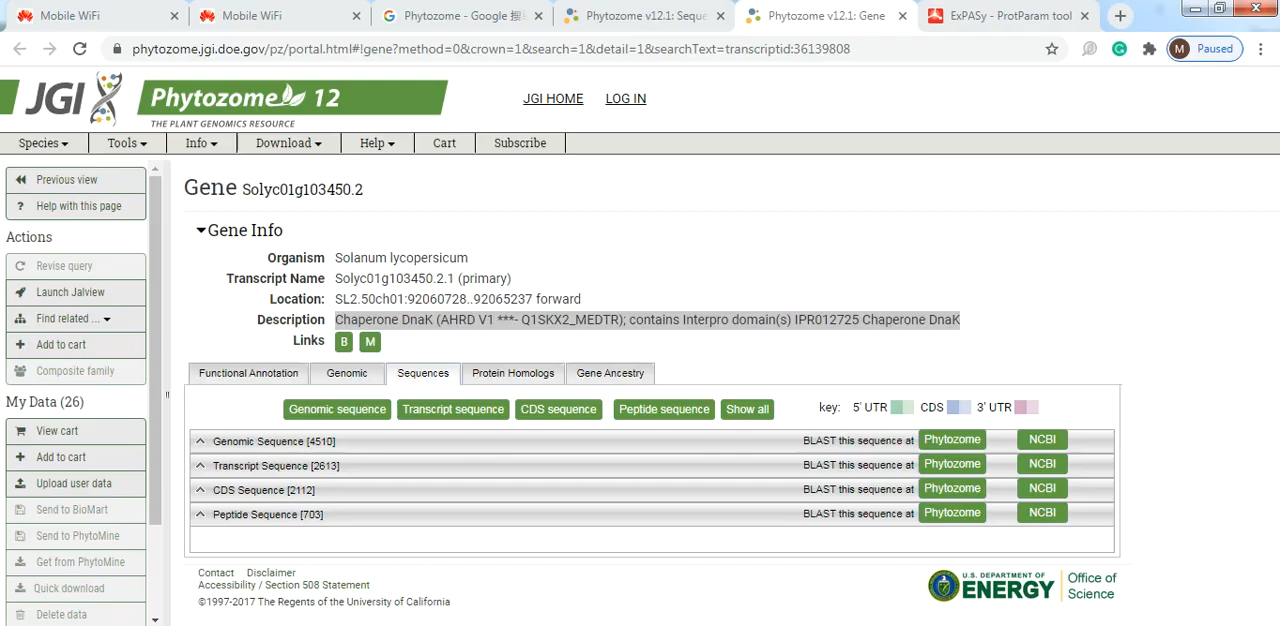 Mobile WiFi
Mobile WiFi
Phytozome - Google 搜
Phytozome v12.1: Seque
Phytozome v12.1: Gene
ExPASy - ProtParam tool
phytozome.jgi.doe.gov/pz/portal.html#!gene?method=0&crown=1&search=1&detail=1&searchText=transcriptid:36139808
M Paused
JGI Phytozome 12
THE PLANT GENOMICS RESOURCE
JGI HOME LOG IN
Species Tools Info Download Help Cart Subscribe
Previous view
? Help with this page
Actions
Revise query
Launch Jalview
Find related ...
Add to cart
Composite family
My Data (26)
View cart
Add to cart
Upload user data
Send to BioMart
Send to PhytoMine
Get from PhytoMine
Quick download
Delete data
Gene Solyc01g103450.2
Gene Info
Organism Solanum lycopersicum
Transcript Name Solyc01g103450.2.1 (primary)
Location: SL2.50ch01:92060728..92065237 forward
Description Chaperone DnaK (AHRD V1 ***- Q1SKX2_MEDTR); contains Interpro domain(s) IPR012725 Chaperone DnaK
Links B M
Functional Annotation Genomic Sequences Protein Homologs Gene Ancestry
Genomic sequence Transcript sequence CDS sequence Peptide sequence Show all key: 5' UTR CDS 3' UTR
Genomic Sequence [4510] BLAST this sequence at Phytozome NCBI
Transcript Sequence [2613] BLAST this sequence at Phytozome NCBI
CDS Sequence [2112] BLAST this sequence at Phytozome NCBI
Peptide Sequence [703] BLAST this sequence at Phytozome NCBI
Contact Disclaimer
Accessibility / Section 508 Statement
©1997-2017 The Regents of the University of California
U.S. DEPARTMENT OF
ENERGY
Office of
Science